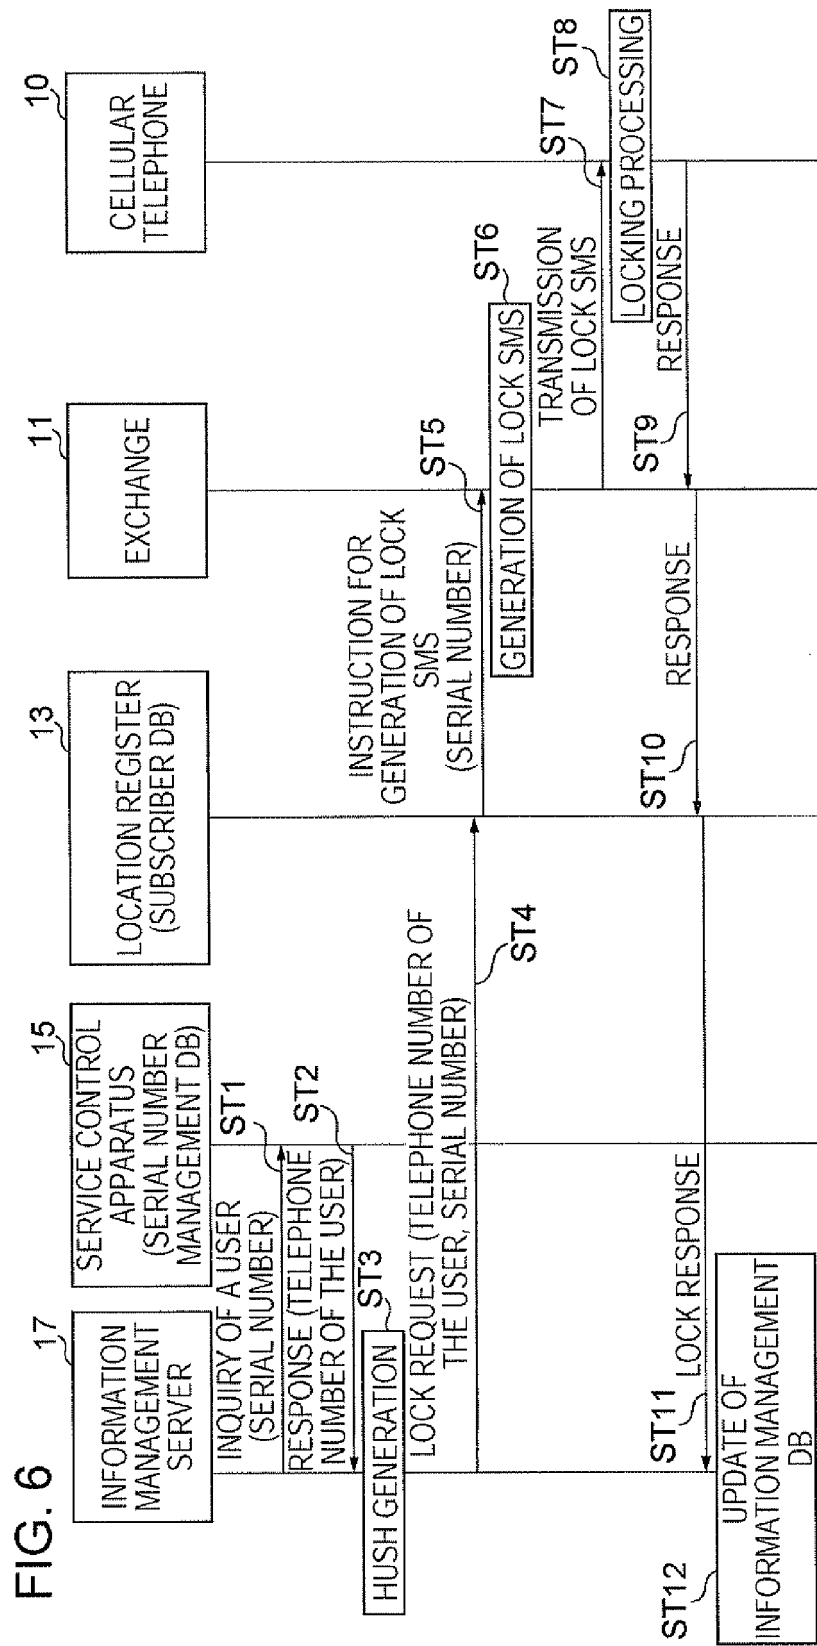 FIG. 6
17
INFORMATION
MANAGEMENT
SERVER
15
SERVICE CONTROL
APPARATUS
(SERIAL NUMBER
MANAGEMENT DB)
13
LOCATION REGISTER
(SUBSCRIBER DB)
11
EXCHANGE
10
CELLULAR
TELEPHONE
INQUIRY OF A USER
(SERIAL NUMBER)
ST1
RESPONSE (TELEPHONE
NUMBER OF THE USER)
ST2
HUSH GENERATION
ST3
LOCK REQUEST (TELEPHONE NUMBER OF
THE USER, SERIAL NUMBER)
ST4
INSTRUCTION FOR
GENERATION OF LOCK
SMS
(SERIAL NUMBER)
ST5
GENERATION OF LOCK SMS
ST6
TRANSMISSION
OF LOCK SMS
ST7
LOCKING PROCESSING
ST8
RESPONSE
ST9
RESPONSE
ST10
LOCK RESPONSE
ST11
UPDATE OF
INFORMATION MANAGEMENT
DB
ST12